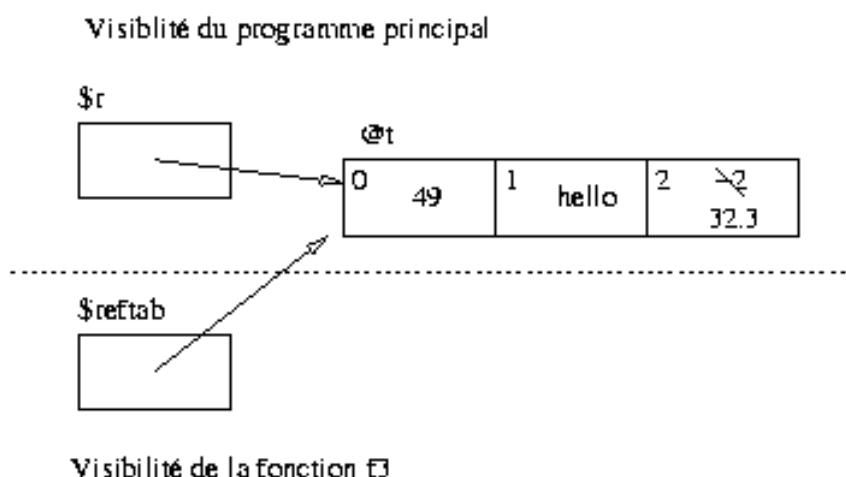 Visiblité du programme principal
$r
@t
0 49 1 hello 2 -2
32.3
$reftab
Visibilité de la fonction f3